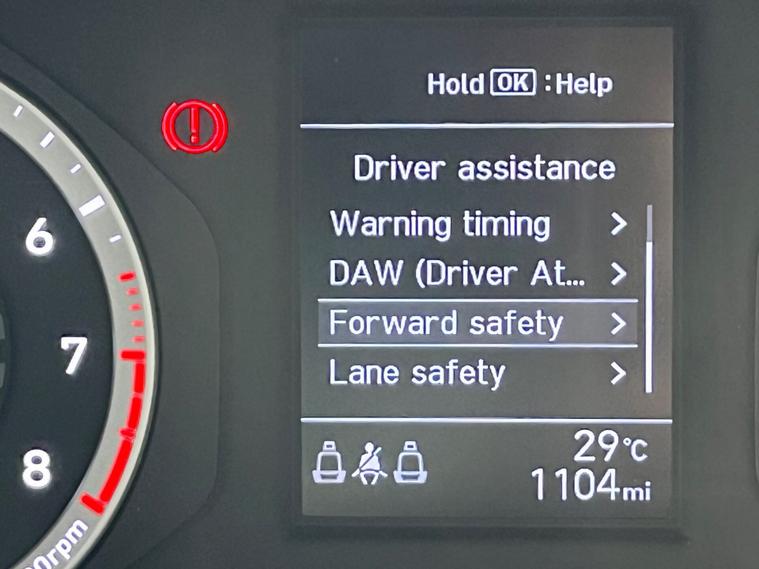 Hold OK :Help
Driver assistance
Warning timing >
DAW (Driver At... >
Forward safety >
Lane safety >
29°C
1104mi
6
7
8
0rpm